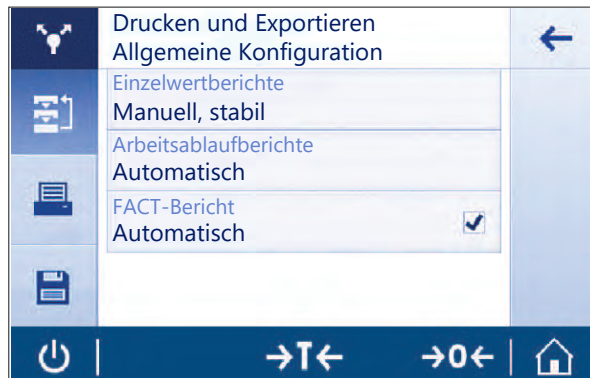 Drucken und Exportieren
Allgemeine Konfiguration
Einzelwertberichte
Manuell, stabil
Arbeitsablaufberichte
Automatisch
FACT-Bericht
Automatisch
→T← →0←